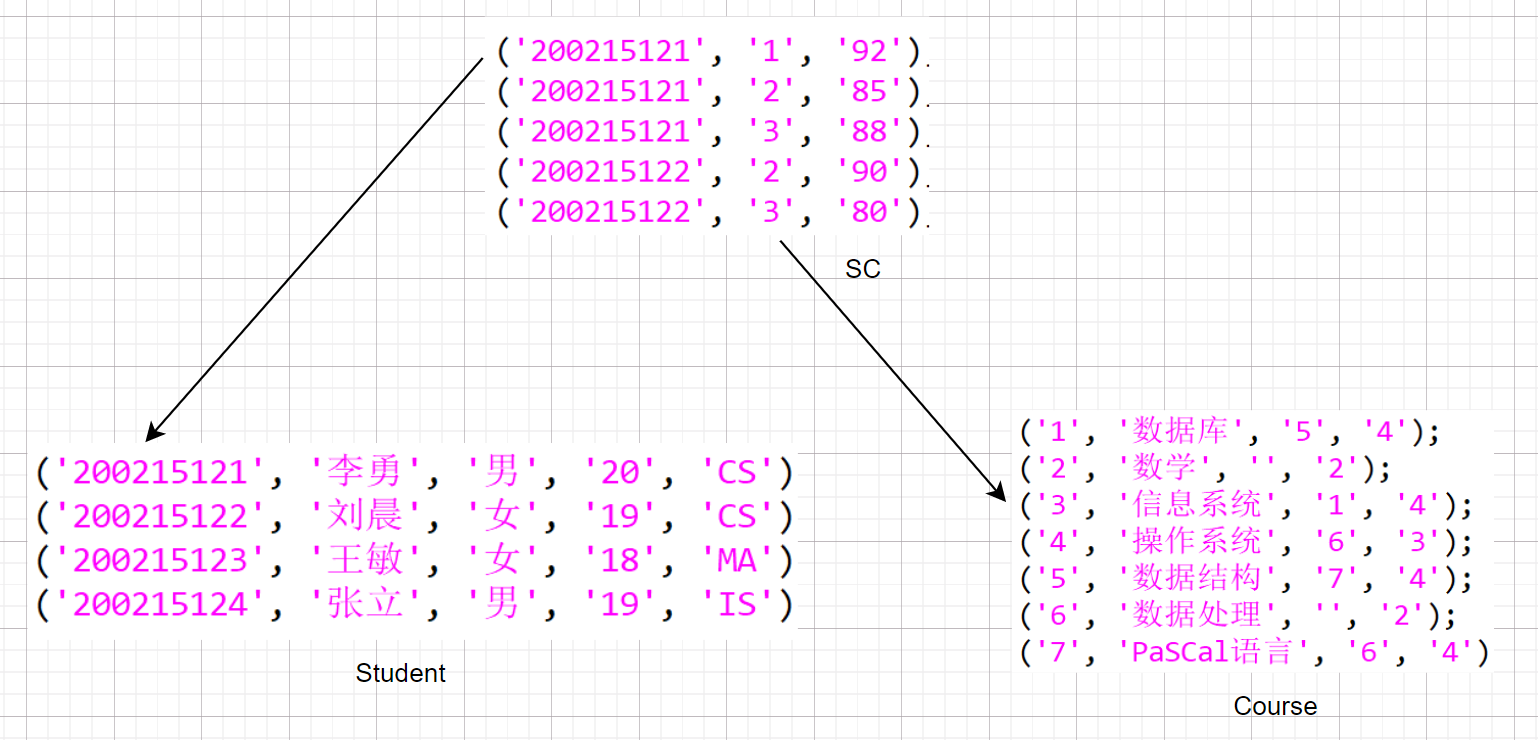 ('200215121', '1', '92').
('200215121', '2', '85').
('200215121', '3', '88').
('200215122', '2', '90').
('200215122', '3', '80').
SC
('200215121', '李勇', '男', '20', 'CS')
('200215122', '刘晨', '女', '19', 'CS')
('200215123', '王敏', '女', '18', 'MA')
('200215124', '张立', '男', '19', 'IS')
Student
('1', '数据库', '5', '4');
('2', '数学', '', '2');
('3', '信息系统', '1', '4');
('4', '操作系统', '6', '3');
('5', '数据结构', '7', '4');
('6', '数据处理', '', '2');
('7', 'PaSCal语言', '6', '4')
Course